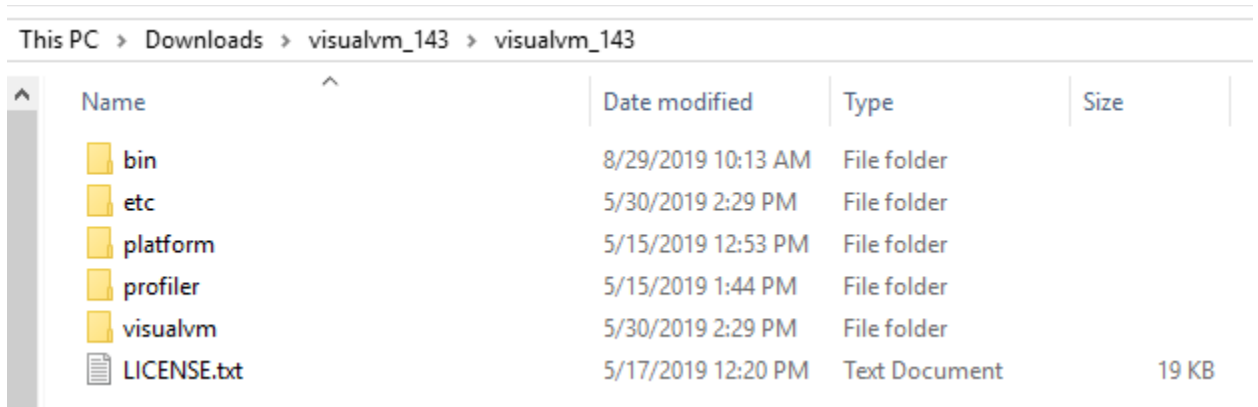 This PC > Downloads > visualvm_143 > visualvm_143
Name Date modified Type Size
bin 8/29/2019 10:13 AM File folder
etc 5/30/2019 2:29 PM File folder
platform 5/15/2019 12:53 PM File folder
profiler 5/15/2019 1:44 PM File folder
visualvm 5/30/2019 2:29 PM File folder
LICENSE.txt 5/17/2019 12:20 PM Text Document 19 KB